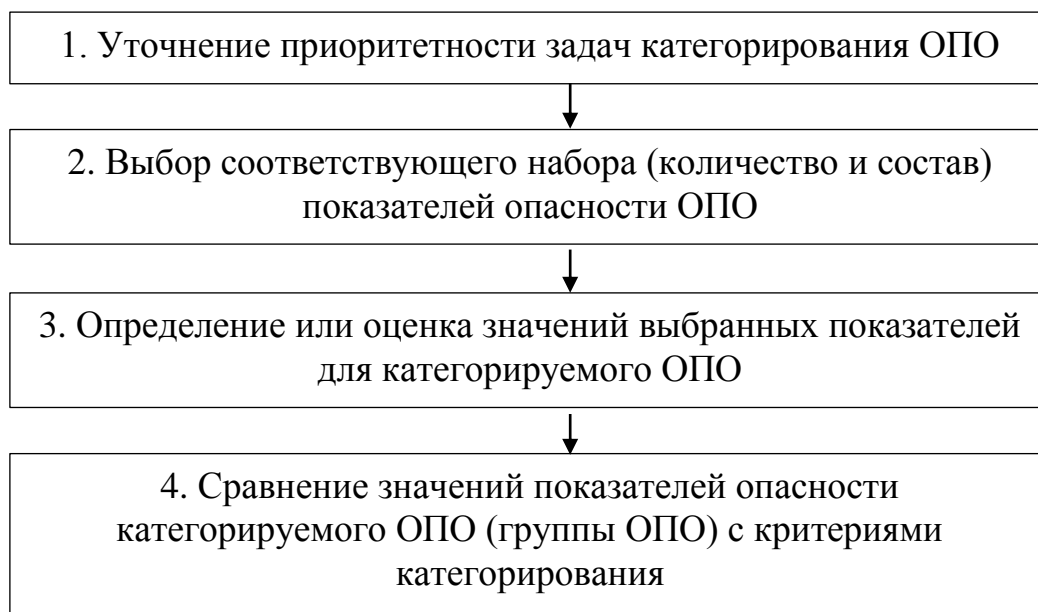 1. Уточнение приоритетности задач категорирования ОПО
2. Выбор соответствующего набора (количество и состав)
показателей опасности ОПО
3. Определение или оценка значений выбранных показателей
для категорируемого ОПО
4. Сравнение значений показателей опасности
категорируемого ОПО (группы ОПО) с критериями
категорирования